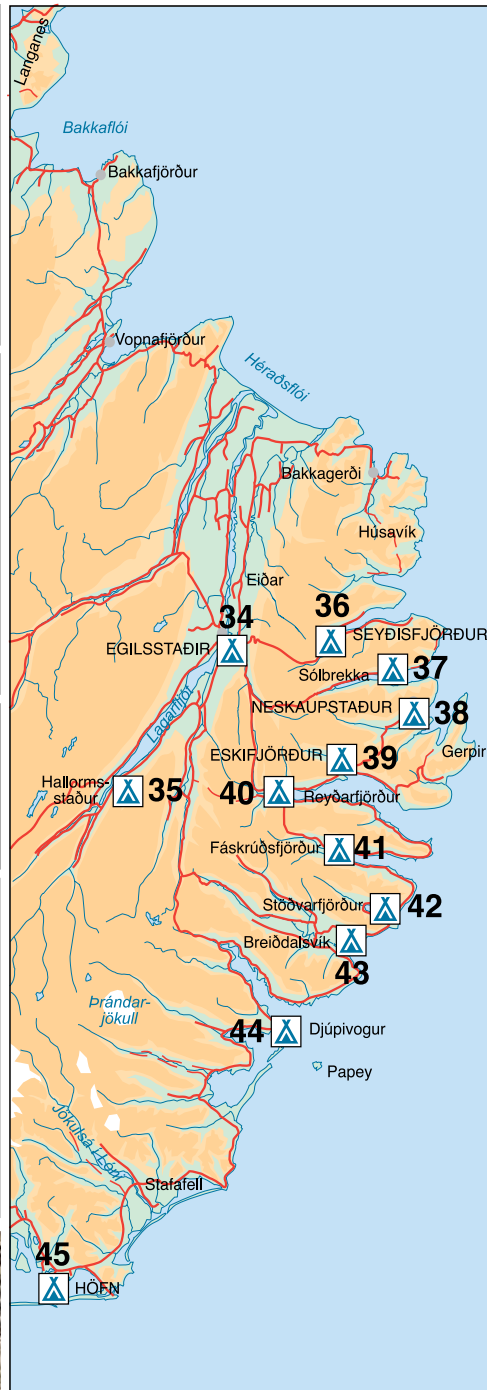 Langanes
Bakkaflói
Bakkafjörður
Vopnafjörður
Héraðsflói
Bakkagerði
Húsavík
Eiðar
34
36
EGILSSTAÐIR
SEYÐISFJÖRÐUR
Sólbrekka
37
NESKAUPSTAÐUR
38
Lagarfljót
ESKIFJÖRÐUR
39
Gerpir
Hallorms-
staður
35
40
Reyðarfjörður
Fáskrúðsfjörður
41
Stöðvarfjörður
42
Breiðdalsvík
43
Þrándar-
jökull
44
Djúpivogur
Papey
Jökulsá í Lóni
Stafafell
45
HÖFN